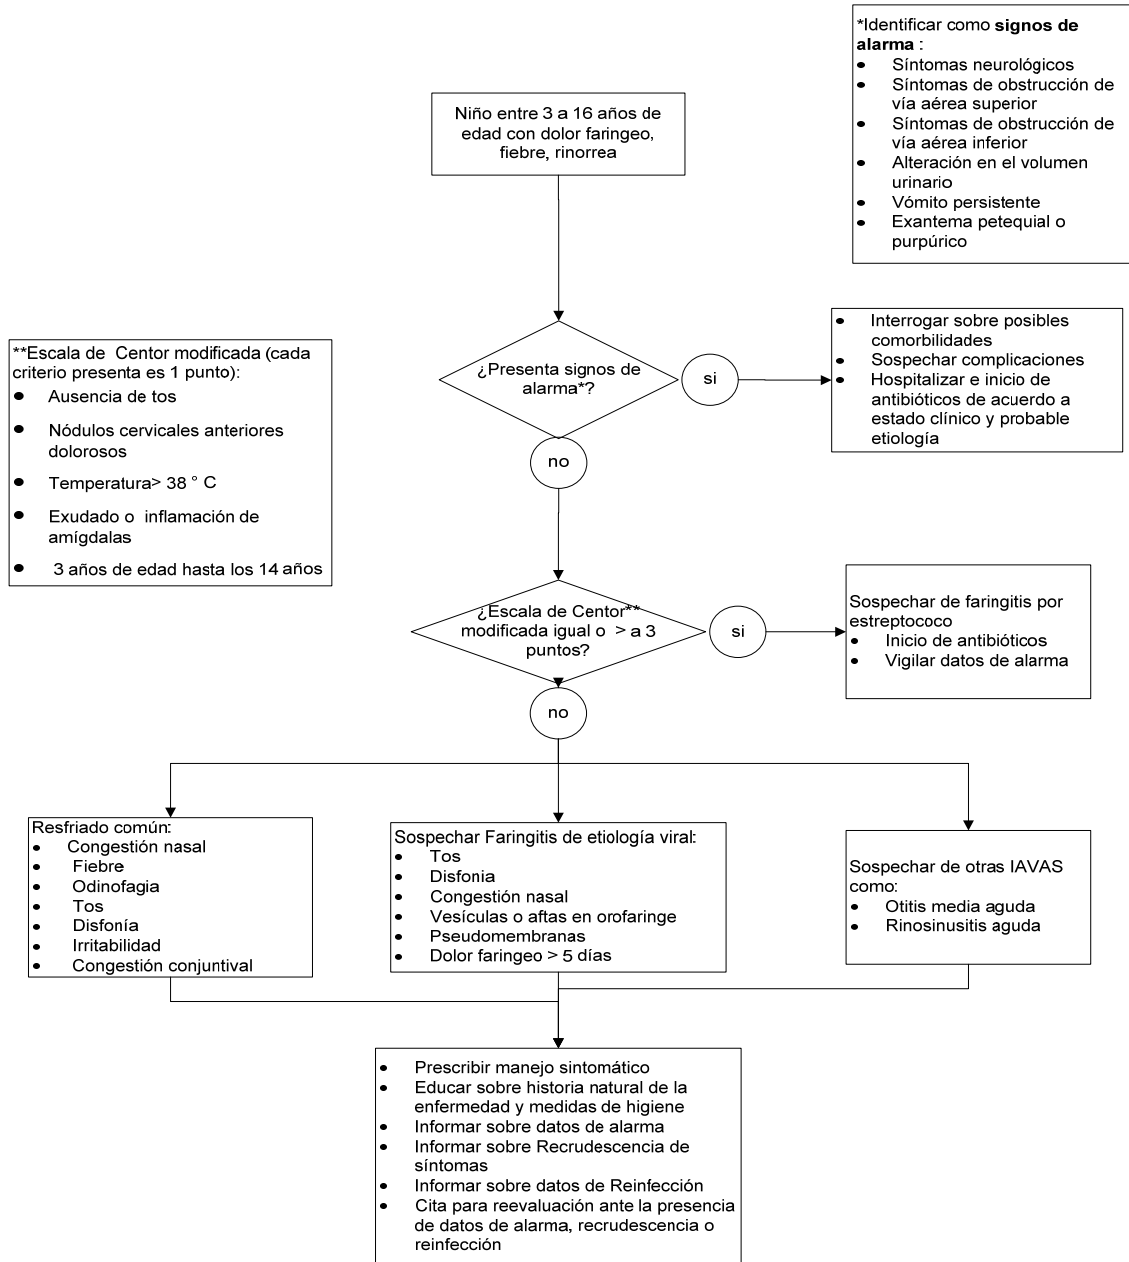 *Identificar como signos de
alarma :
• Síntomas neurológicos
• Síntomas de obstrucción de
vía aérea superior
• Síntomas de obstrucción de
vía aérea inferior
• Alteración en el volumen
urinario
• Vómito persistente
• Exantema petequial o
purpúrico
Niño entre 3 a 16 años de
edad con dolor faringeo,
fiebre, rinorrea
¿Presenta signos de
alarma*?
si
• Interrogar sobre posibles
comorbilidades
• Sospechar complicaciones
• Hospitalizar e inicio de
antibióticos de acuerdo a
estado clínico y probable
etiología
no
**Escala de Centor modificada (cada
criterio presenta es 1 punto):
• Ausencia de tos
• Nódulos cervicales anteriores
dolorosos
• Temperatura> 38 ° C
• Exudado o inflamación de
amígdalas
• 3 años de edad hasta los 14 años
¿Escala de Centor**
modificada igual o > a 3
puntos?
si
Sospechar de faringitis por
estreptococo
• Inicio de antibióticos
• Vigilar datos de alarma
no
Resfriado común:
• Congestión nasal
• Fiebre
• Odinofagia
• Tos
• Disfonía
• Irritabilidad
• Congestión conjuntival
Sospechar Faringitis de etiología viral:
• Tos
• Disfonia
• Congestión nasal
• Vesículas o aftas en orofaringe
• Pseudomembranas
• Dolor faringeo > 5 días
Sospechar de otras IAVAS
como:
• Otitis media aguda
• Rinosinusitis aguda
• Prescribir manejo sintomático
• Educar sobre historia natural de la
enfermedad y medidas de higiene
• Informar sobre datos de alarma
• Informar sobre Recrudescencia de
síntomas
• Informar sobre datos de Reinfección
• Cita para reevaluación ante la presencia
de datos de alarma, recrudescencia o
reinfección